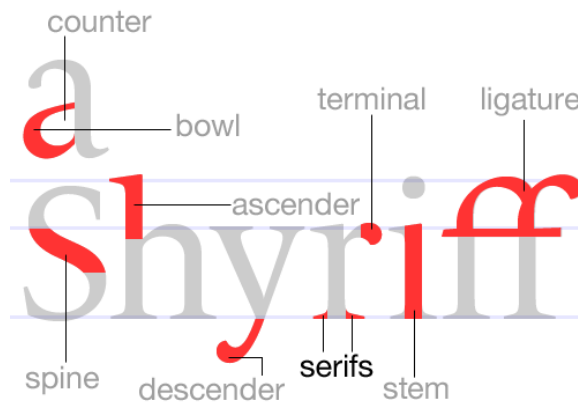 counter
a
bowl
terminal
ligature
ascender
Shyriff
spine
descender
serifs
stem